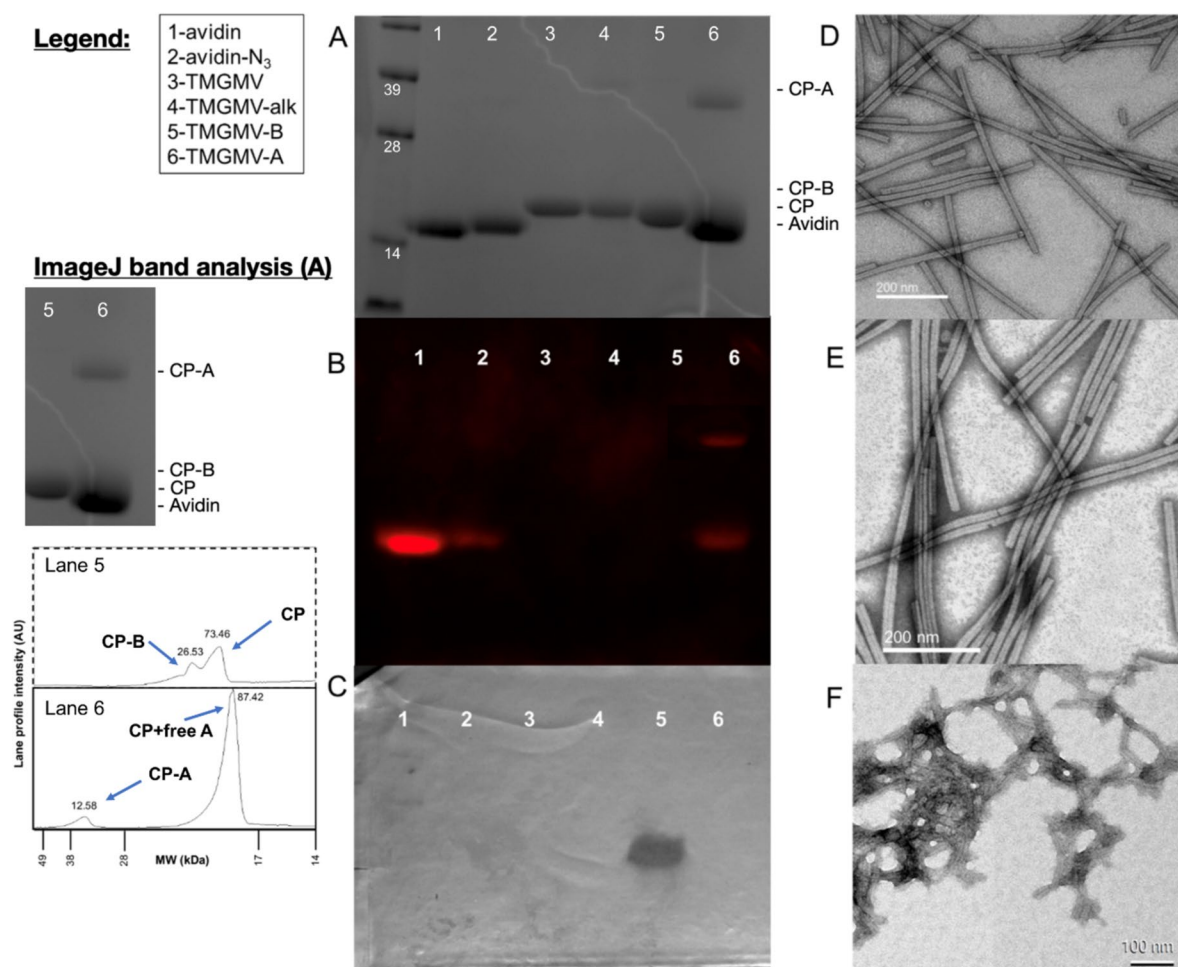 Legend:
1-avidin
2-avidin-N₃
3-TMGMV
4-TMGMV-alk
5-TMGMV-B
6-TMGMV-A
ImageJ band analysis (A)
5 6
- CP-A
- CP-B
- CP
- Avidin
Lane 5
CP-B
26.53
73.46
CP
Lane 6
CP+free A
87.42
CP-A
12.58
Lane profile intensity (AU)
49 38 28 17 14
MW (kDa)
A
1 2 3 4 5 6
39
28
14
- CP-A
- CP-B
- CP
- Avidin
B
1 2 3 4 5 6
C
1 2 3 4 5 6
D
200 nm
E
200 nm
F
100 nm